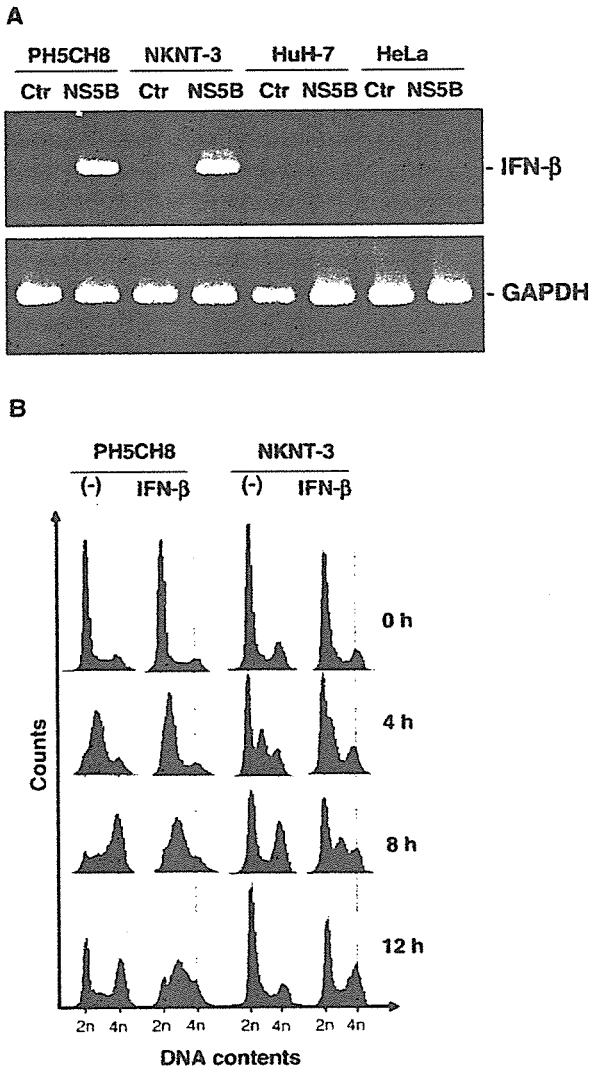 A
PH5CH8 NKNT-3 HuH-7 HeLa
Ctr NS5B Ctr NS5B Ctr NS5B Ctr NS5B
- IFN-β
- GAPDH
B
PH5CH8 NKNT-3
(-) IFN-β (-) IFN-β
0 h
4 h
8 h
12 h
Counts
2n 4n 2n 4n 2n 4n 2n 4n
DNA contents